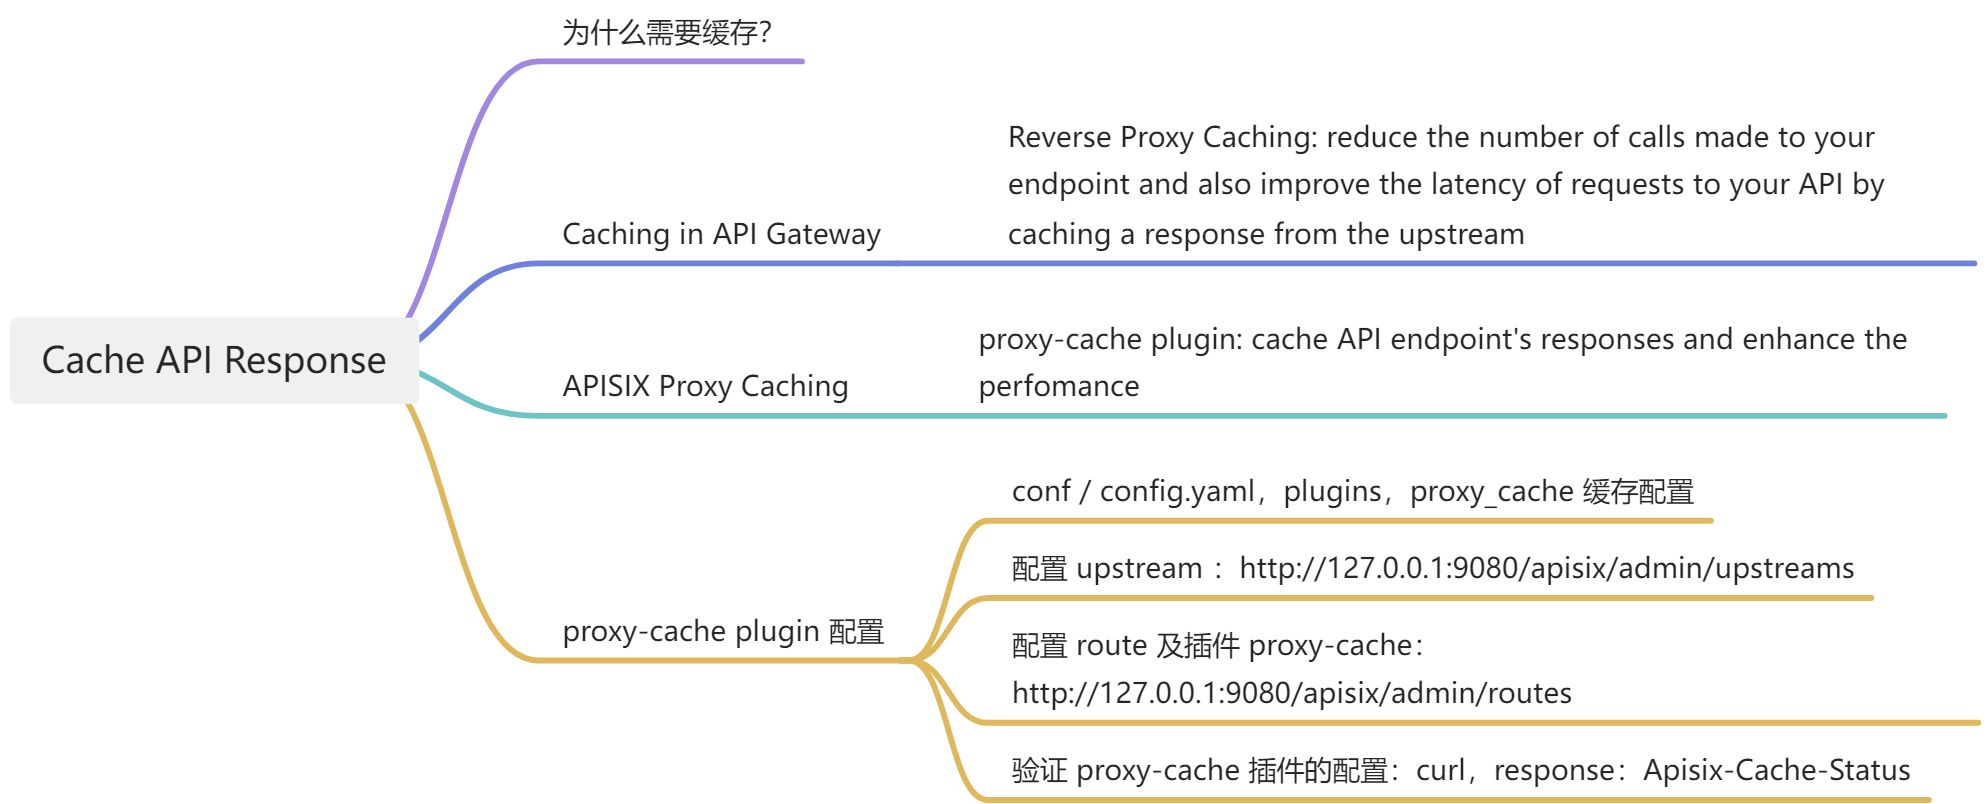 为什么需要缓存？
Reverse Proxy Caching: reduce the number of calls made to your
endpoint and also improve the latency of requests to your API by
caching a response from the upstream
Caching in API Gateway
Cache API Response
proxy-cache plugin: cache API endpoint's responses and enhance the
perfomance
APISIX Proxy Caching
conf / config.yaml，plugins，proxy_cache 缓存配置
配置 upstream ：http://127.0.0.1:9080/apisix/admin/upstreams
proxy-cache plugin 配置
配置 route 及插件 proxy-cache：
http://127.0.0.1:9080/apisix/admin/routes
验证 proxy-cache 插件的配置：curl，response：Apisix-Cache-Status